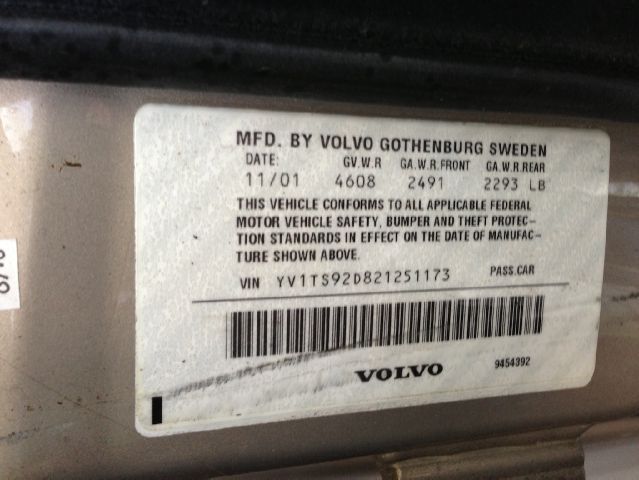 MFD. BY VOLVO GOTHENBURG SWEDEN
DATE: GV.W.R GA.W.R.FRONT GA.W.R.REAR
11/01 4608 2491 2293 LB
THIS VEHICLE CONFORMS TO ALL APPLICABLE FEDERAL
MOTOR VEHICLE SAFETY, BUMPER AND THEFT PROTEC-
TION STANDARDS IN EFFECT ON THE DATE OF MANUFAC-
TURE SHOWN ABOVE.
VIN YV1TS92D821251173 PASS.CAR
VOLVO 9454392